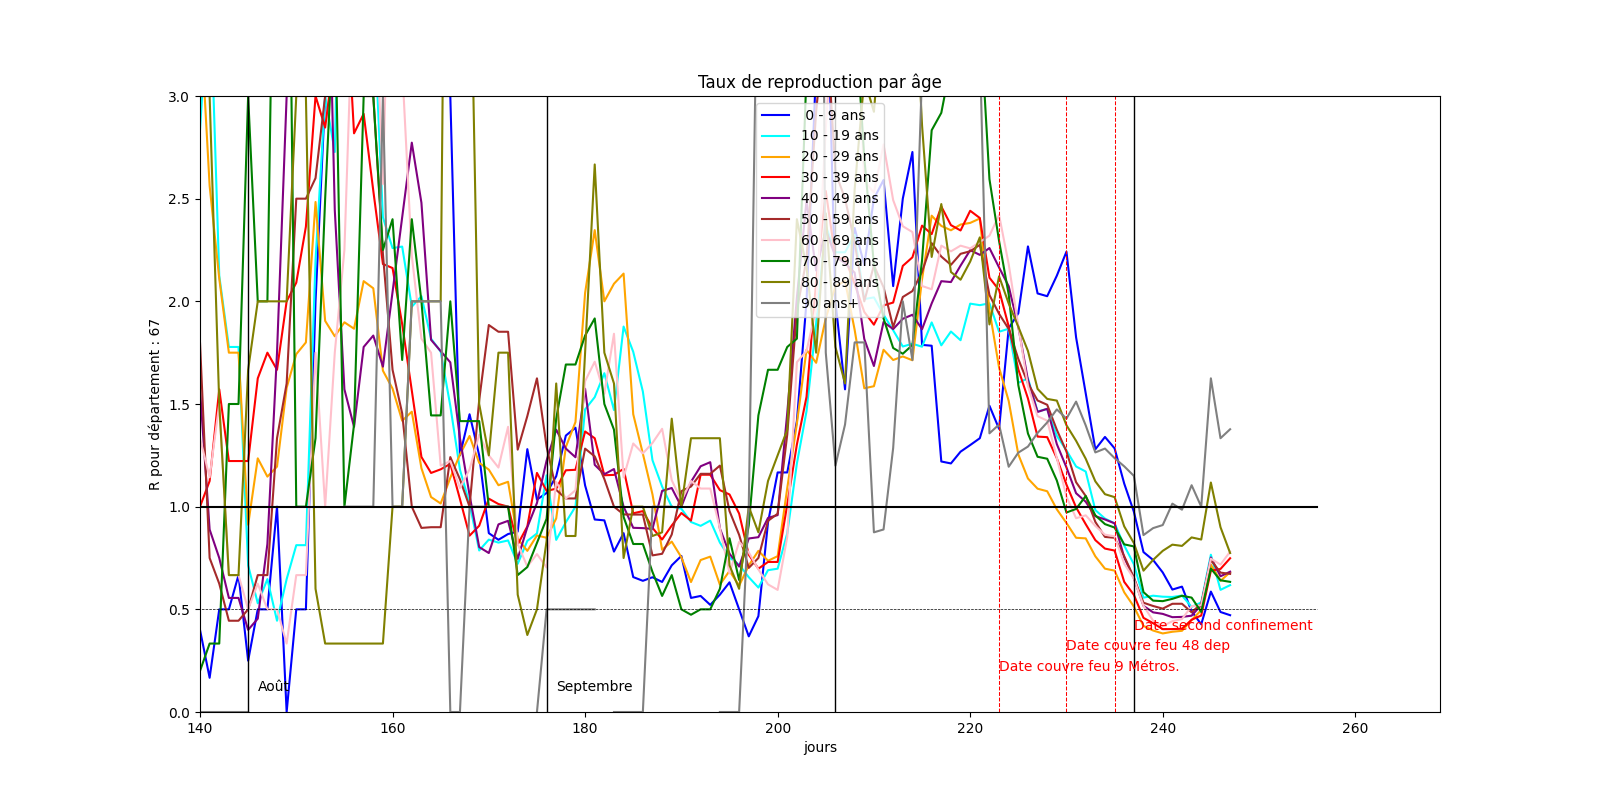 Taux de reproduction par âge
3.0
2.5
2.0
1.5
1.0
0.5
0.0
R pour département : 67
0 - 9 ans
10 - 19 ans
20 - 29 ans
30 - 39 ans
40 - 49 ans
50 - 59 ans
60 - 69 ans
70 - 79 ans
80 - 89 ans
90 ans+
Date second confinement
Date couvre feu 48 dep
Date couvre feu 9 Métros.
Août
Septembre
140 160 180 200 220 240 260
jours